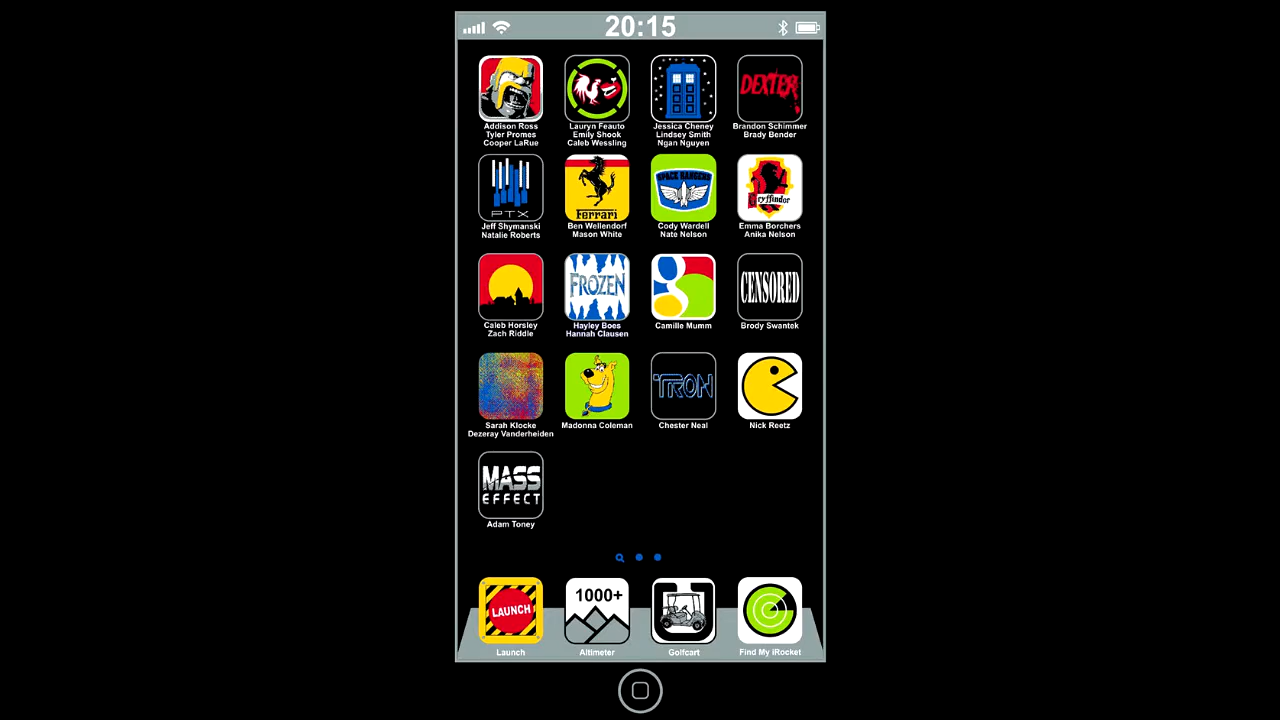 20:15
DEXTER
Addison Ross
Tyler Promes
Cooper LaRue
Lauryn Feauto
Emily Shook
Caleb Wessling
Jessica Cheney
Lindsey Smith
Ngan Nguyen
Brandon Schimmer
Brady Bender
PTX
Ferrari
SPACE RANGERS
Gryffindor
Jeff Shymanski
Natalie Roberts
Ben Wellendorf
Mason White
Cody Wardell
Nate Nelson
Emma Borchers
Anika Nelson
FROZEN
CENSORED
Caleb Horsley
Zach Riddle
Hayley Boes
Hannah Clausen
Camille Mumm
Brody Swantek
TRON
Sarah Klocke
Dezeray Vanderheiden
Madonna Coleman
Chester Neal
Nick Reetz
MASS
EFFECT
Adam Toney
LAUNCH
1000+
Launch
Altimeter
Golfcart
Find My iRocket